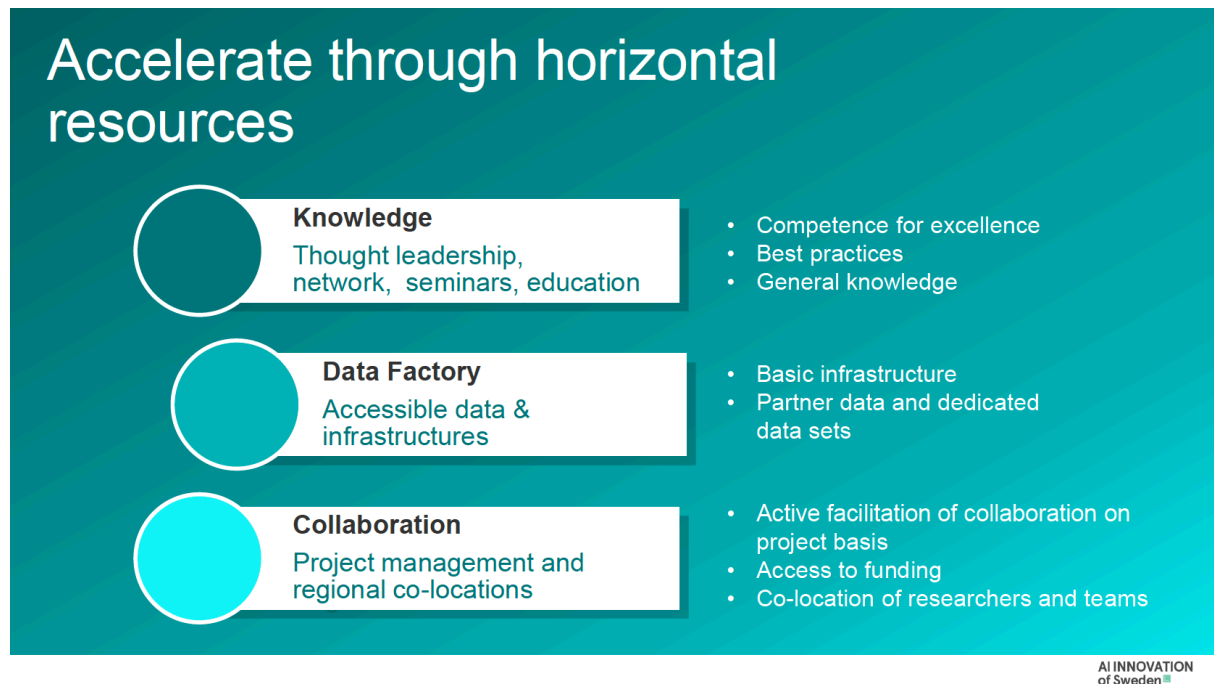 Accelerate through horizontal
resources
Knowledge
Thought leadership,
network, seminars, education
• Competence for excellence
• Best practices
• General knowledge
Data Factory
Accessible data &
infrastructures
• Basic infrastructure
• Partner data and dedicated
data sets
Collaboration
Project management and
regional co-locations
• Active facilitation of collaboration on
project basis
• Access to funding
• Co-location of researchers and teams
AI INNOVATION
of Sweden